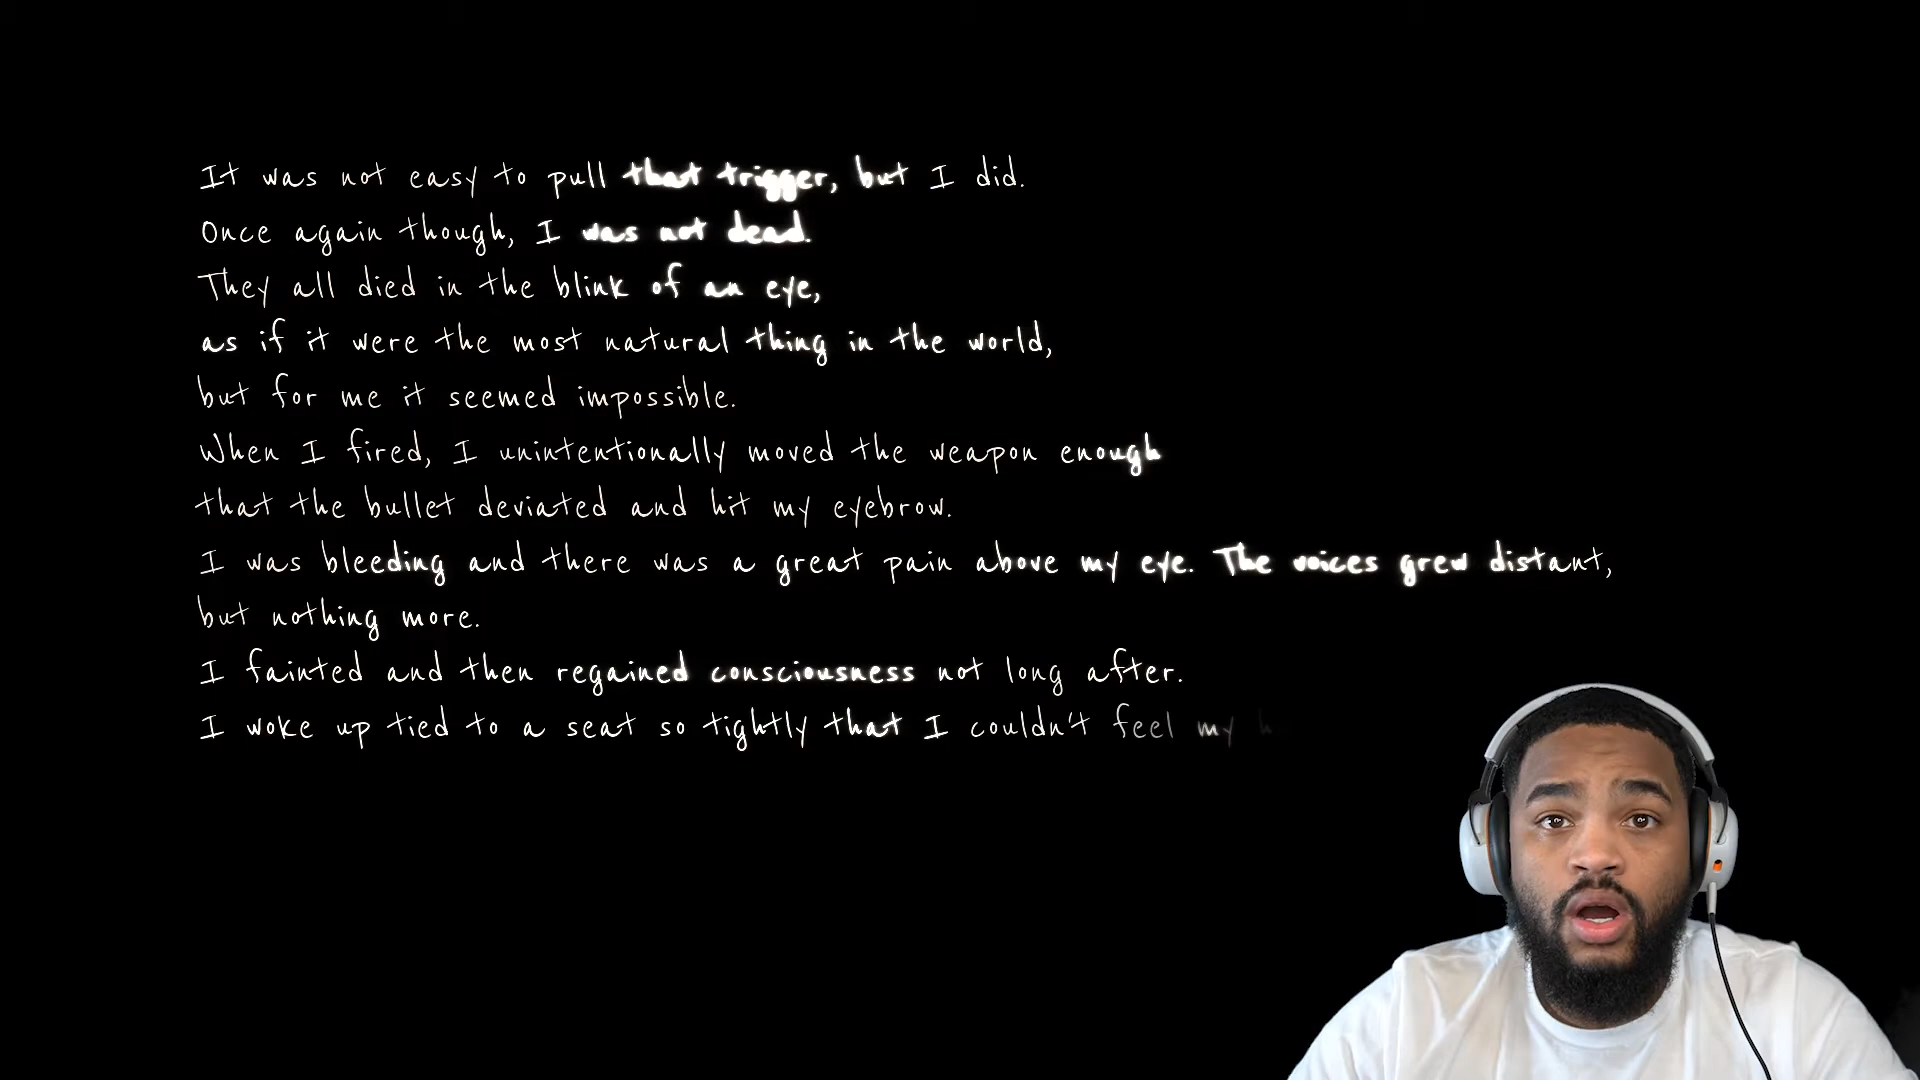 It was not easy to pull that trigger, but I did.
Once again though, I was not dead.
They all died in the blink of an eye,
as if it were the most natural thing in the world,
but for me it seemed impossible.
When I fired, I unintentionally moved the weapon enough
that the bullet deviated and hit my eyebrow.
I was bleeding and there was a great pain above my eye. The voices grew distant,
but nothing more.
I fainted and then regained consciousness not long after.
I woke up tied to a seat so tightly that I couldn't feel my